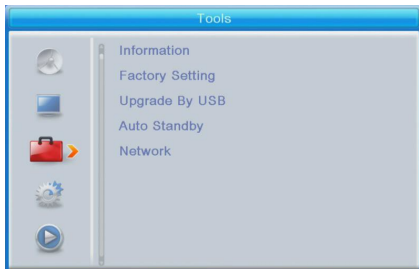 Tools
Information
Factory Setting
Upgrade By USB
Auto Standby
Network